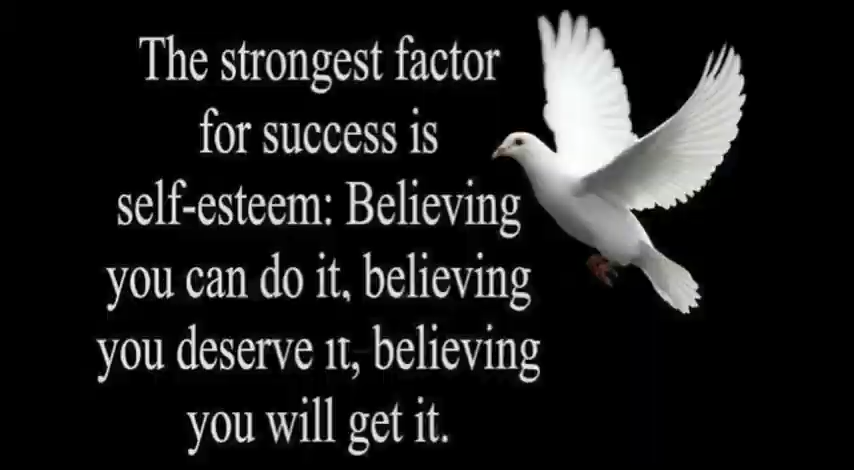 The strongest factor
for success is
self-esteem: Believing
you can do it, believing
you deserve it, believing
you will get it.